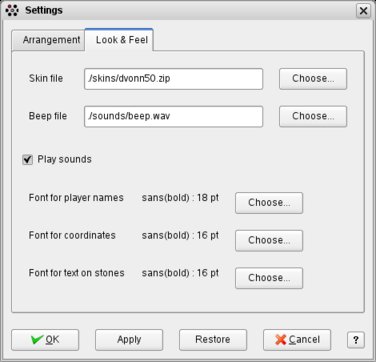 Settings
Arrangement Look & Feel
Skin file ./skins/dvonn50.zip Choose...
Beep file ./sounds/beep.wav Choose...
Play sounds
Font for player names sans(bold) : 18 pt Choose...
Font for coordinates sans(bold) : 16 pt Choose...
Font for text on stones sans(bold) : 16 pt Choose...
OK Apply Restore Cancel ?